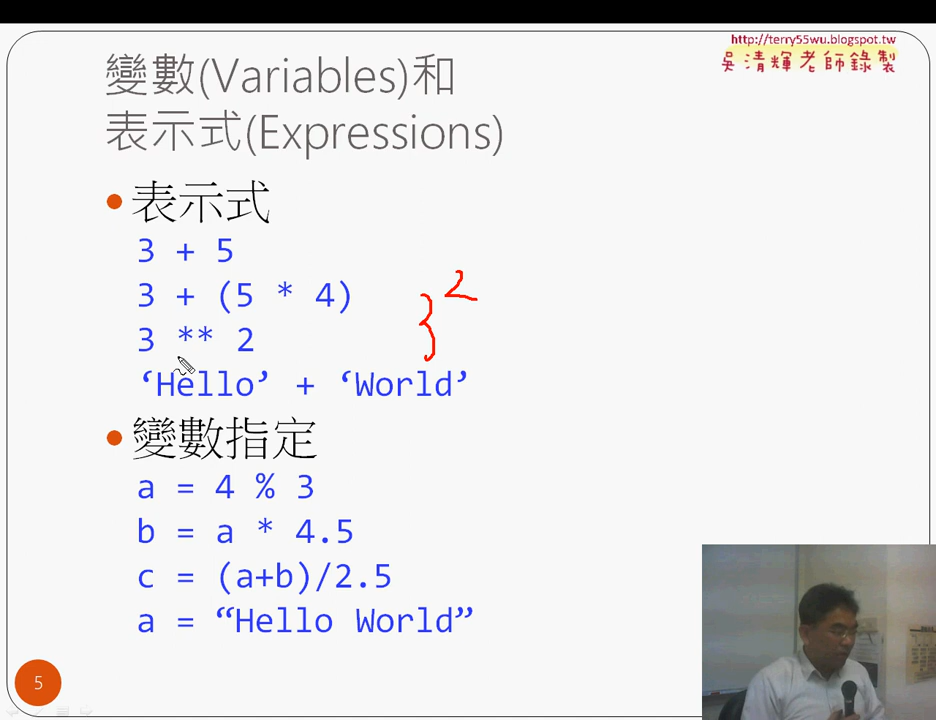 http://terry55wu.blogspot.tw
吳清輝老師錄製
變數(Variables)和
表示式(Expressions)
•表示式
3 + 5
3 + (5 * 4)
3 ** 2
} 2
‘Hello’ + ‘World’
•變數指定
a = 4 % 3
b = a * 4.5
c = (a+b)/2.5
a = “Hello World”
5